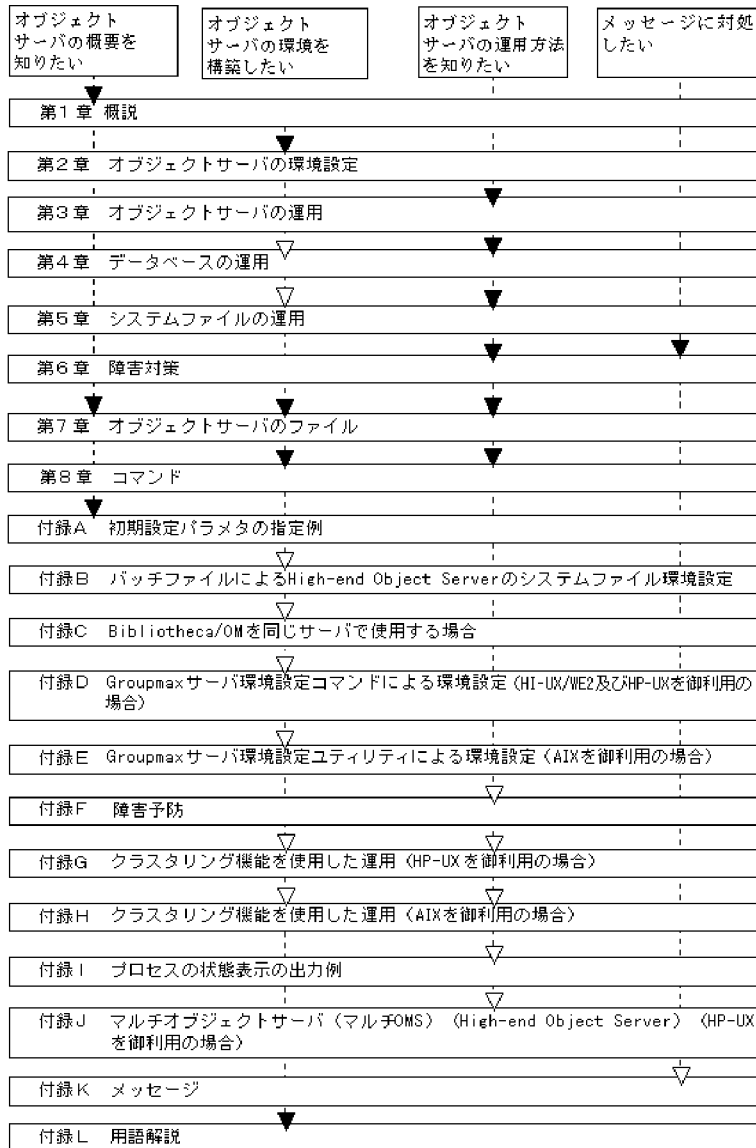 オブジェクト
サーバの概要を
知りたい
オブジェクト
サーバの環境を
構築したい
オブジェクト
サーバの運用方法
を知りたい
メッセージに対処
したい
第1章 概説
第2章 オブジェクトサーバの環境設定
第3章 オブジェクトサーバの運用
第4章 データベースの運用
第5章 システムファイルの運用
第6章 障害対策
第7章 オブジェクトサーバのファイル
第8章 コマンド
付録A 初期設定パラメタの指定例
付録B バッチファイルによるHigh-end Object Serverのシステムファイル環境設定
付録C Bibliotheca/OMを同じサーバで使用する場合
付録D Groupmaxサーバ環境設定コマンドによる環境設定（HI-UX/WE2及びHP-UXを御利用の
場合）
付録E Groupmaxサーバ環境設定ユティリティによる環境設定（AIXを御利用の場合）
付録F 障害予防
付録G クラスタリング機能を使用した運用（HP-UXを御利用の場合）
付録H クラスタリング機能を使用した運用（AIXを御利用の場合）
付録I プロセスの状態表示の出力例
付録J マルチオブジェクトサーバ（マルチOMS）（High-end Object Server）（HP-UX
を御利用の場合）
付録K メッセージ
付録L 用語解説